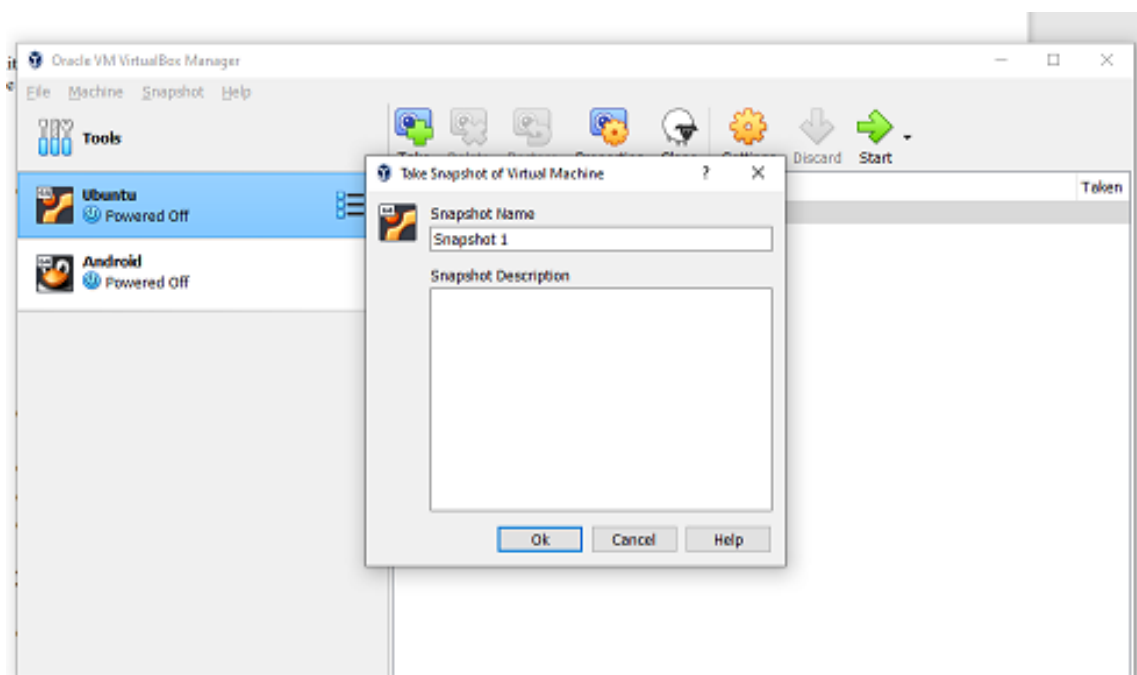 Oracle VM VirtualBox Manager
File Machine Snapshot Help
Tools
Discard Start
Ubuntu
Powered Off
Android
Powered Off
Taken
Take Snapshot of Virtual Machine ? 
Snapshot Name
Snapshot 1
Snapshot Description
Ok Cancel Help